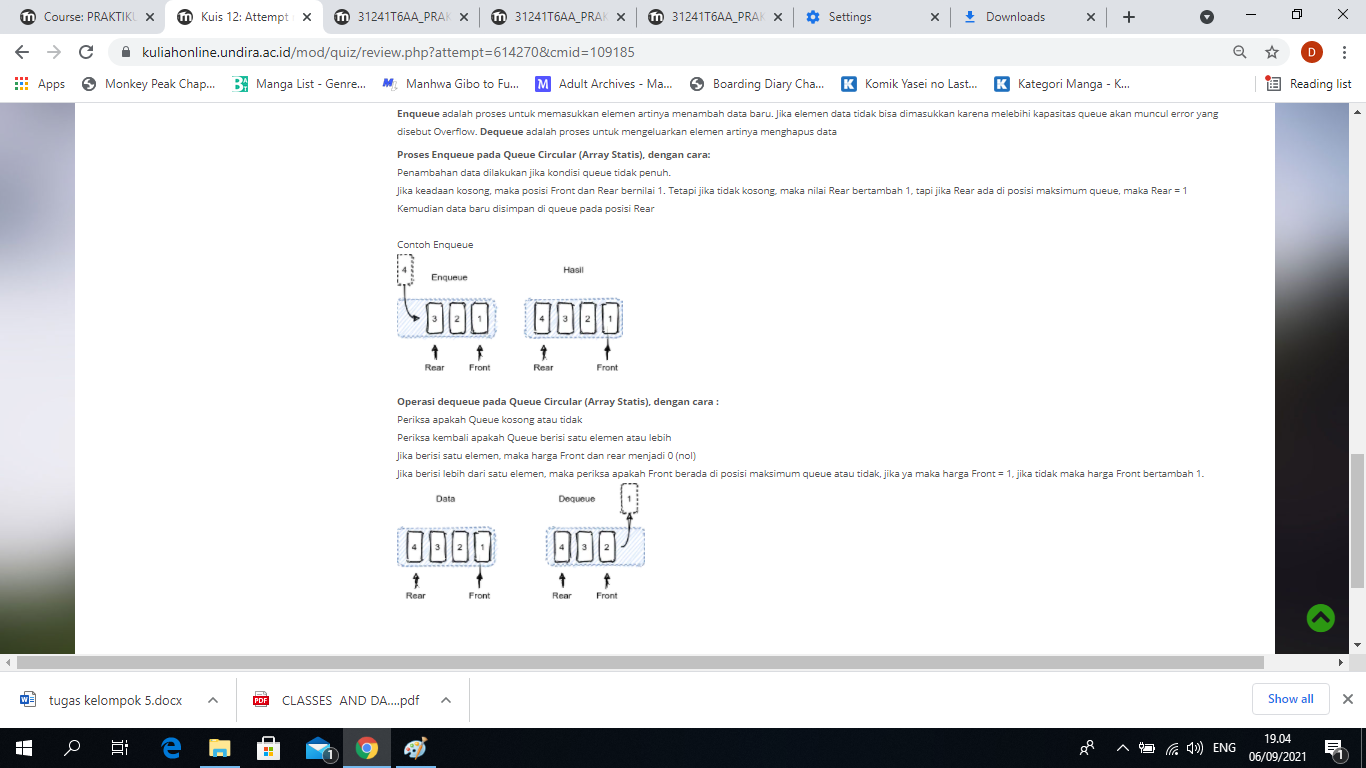 Course: PRAKTIKU
Kuis 12: Attempt
31241T6AA_PRAK
31241T6AA_PRAK
31241T6AA_PRAK
Settings
Downloads
kuliahonline.undira.ac.id/mod/quiz/review.php?attempt=614270&cmid=109185
D
Apps
Monkey Peak Chap...
Manga List - Genre...
Manhwa Gibo to Fu...
Adult Archives - Ma...
Boarding Diary Cha...
Komik Yasei no Last...
Kategori Manga - K...
Reading list
Enqueue adalah proses untuk memasukkan elemen artinya menambah data baru. Jika elemen data tidak bisa dimasukkan karena melebihi kapasitas queue akan muncul error yang
disebut Overflow. Dequeue adalah proses untuk mengeluarkan elemen artinya menghapus data
Proses Enqueue pada Queue Circular (Array Statis), dengan cara:
Penambahan data dilakukan jika kondisi queue tidak penuh.
Jika keadaan kosong, maka posisi Front dan Rear bernilai 1. Tetapi jika tidak kosong, maka nilai Rear bertambah 1, tapi jika Rear ada di posisi maksimum queue, maka Rear = 1
Kemudian data baru disimpan di queue pada posisi Rear
Contoh Enqueue
4
Enqueue
Hasil
3 2 1
4 3 2 1
Rear Front
Rear Front
Operasi dequeue pada Queue Circular (Array Statis), dengan cara :
Periksa apakah Queue kosong atau tidak
Periksa kembali apakah Queue berisi satu elemen atau lebih
Jika berisi satu elemen, maka harga Front dan rear menjadi 0 (nol)
Jika berisi lebih dari satu elemen, maka periksa apakah Front berada di posisi maksimum queue atau tidak, jika ya maka harga Front = 1, jika tidak maka harga Front bertambah 1.
Data
Dequeue
1
4 3 2 1
4 3 2
Rear Front
Rear Front
tugas kelompok 5.docx
PDF
CLASSES AND DA....pdf
Show all
1
ENG
19.04
06/09/2021
1